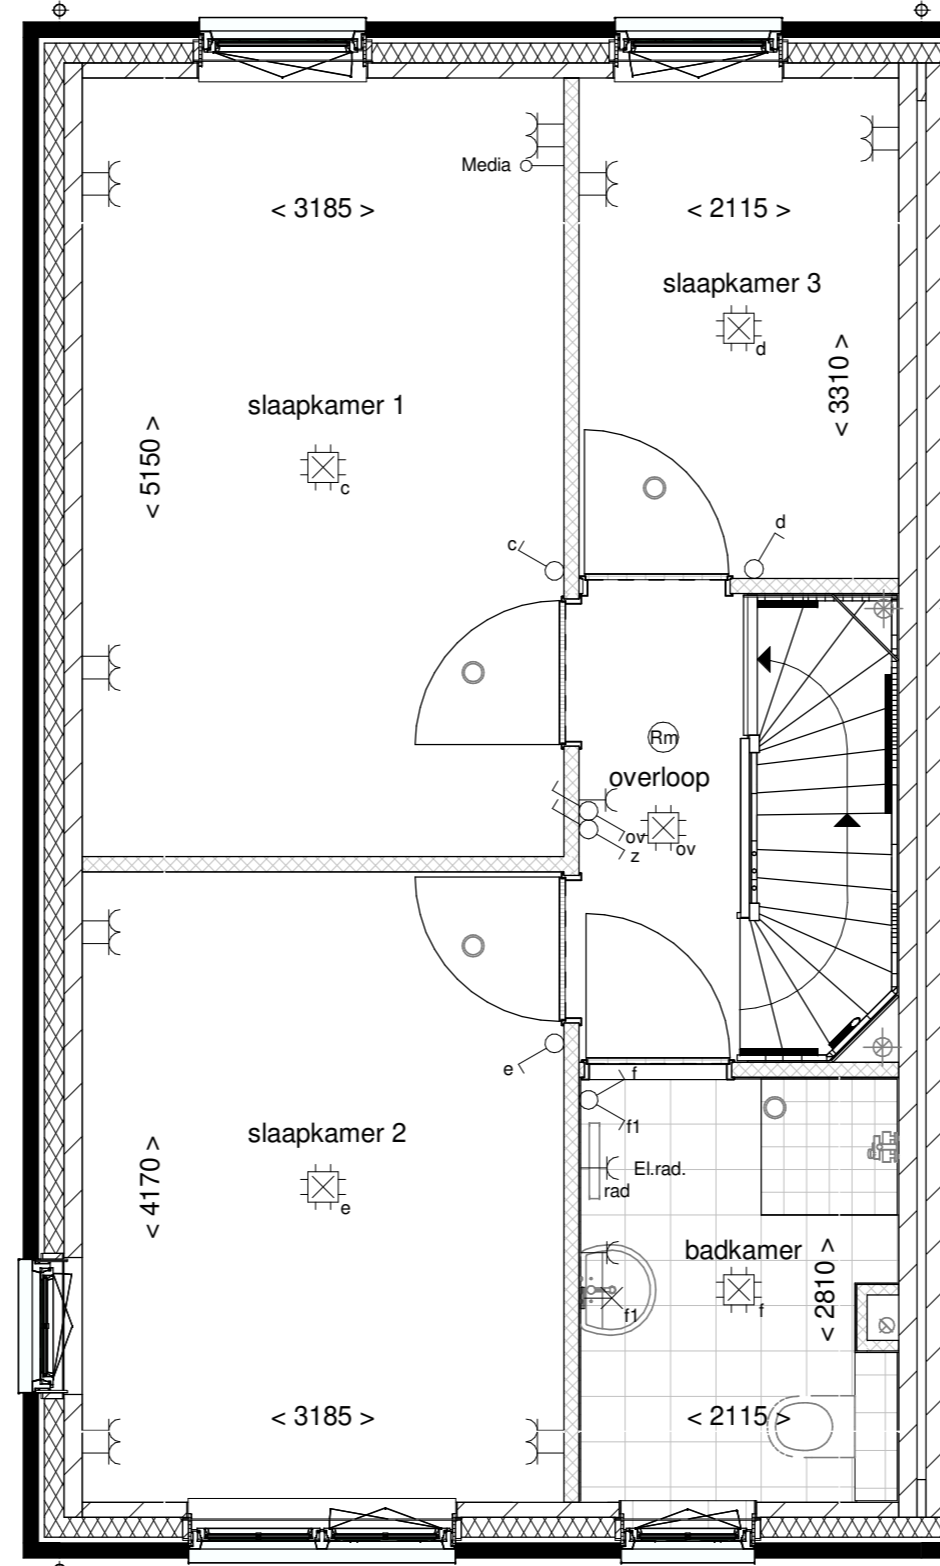 Media
< 3185 >
< 2115 >
slaapkamer 3
d
< 3310 >
slaapkamer 1
c
< 5150 >
c
d
Rm
overloop
ov
z
ov
e
f
f1
slaapkamer 2
e
< 4170 >
El.rad.
rad
badkamer
f
f1
< 2810 >
< 3185 >
< 2115 >